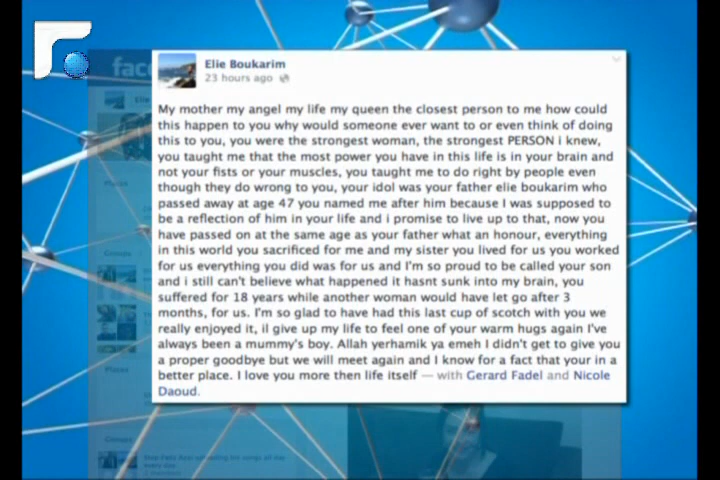 face
Elie Boukarim
23 hours ago
My mother my angel my life my queen the closest person to me how could
this happen to you why would someone ever want to or even think of doing
this to you, you were the strongest woman, the strongest PERSON i knew,
you taught me that the most power you have in this life is in your brain and
not your fists or your muscles, you taught me to do right by people even
though they do wrong to you, your idol was your father elie boukarim who
passed away at age 47 you named me after him because I was supposed to
be a reflection of him in your life and i promise to live up to that, now you
have passed on at the same age as your father what an honour, everything
in this world you sacrificed for me and my sister you lived for us you worked
for us everything you did was for us and I'm so proud to be called your son
and i still can't believe what happened it hasnt sunk into my brain, you
suffered for 18 years while another woman would have let go after 3
months, for us. I'm so glad to have had this last cup of scotch with you we
really enjoyed it, il give up my life to feel one of your warm hugs again I've
always been a mummy's boy. Allah yerhamik ya emeh I didn't get to give you
a proper goodbye but we will meet again and I know for a fact that your in a
better place. I love you more then life itself — with Gerard Fadel and Nicole
Daoud.
Elie
Places
Groups
Photos
Groups